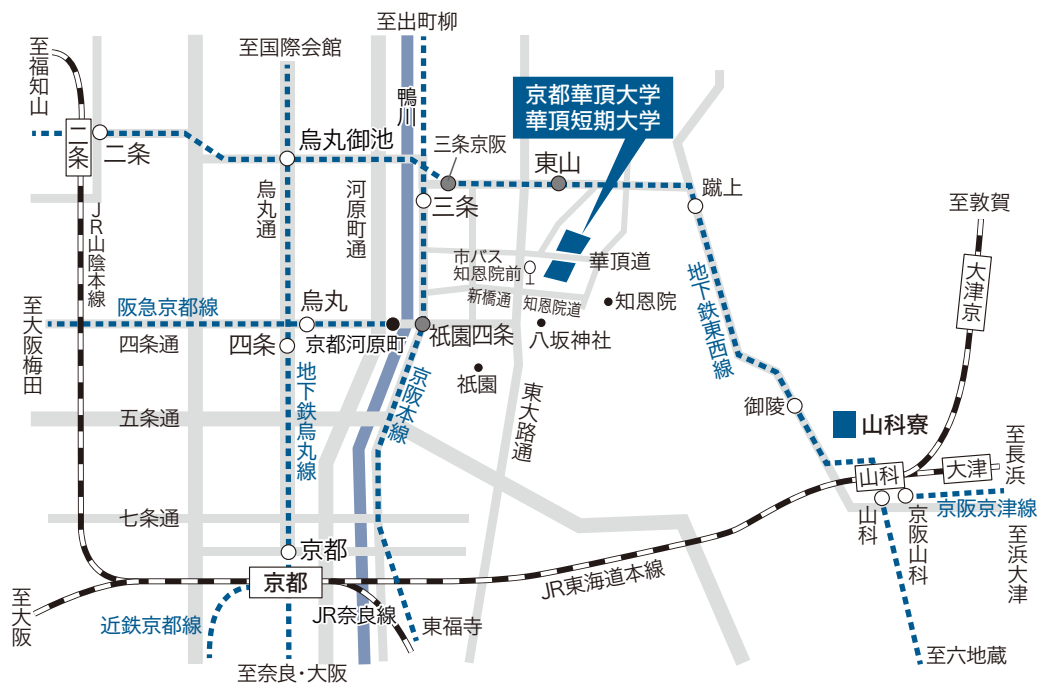 至出町柳
至国際会館
至福知山
京都華頂大学
華頂短期大学
鴨川
二条
二条
烏丸御池
三条京阪
東山
蹴上
烏丸通
河原町通
三条
至敦賀
JR山陰本線
市バス
知恩院前
華頂道
地下鉄東西線
大津京
新橋通
知恩院道
知恩院
至大阪梅田
阪急京都線
烏丸
四条通
四条
京都河原町
祇園四条
八坂神社
祇園
地下鉄烏丸線
京阪本線
東大路通
御陵
五条通
山科寮
至長浜
山科
大津
京阪京津線
七条通
山科
京阪山科
至浜大津
京都
京都
JR東海道本線
至大阪
近鉄京都線
JR奈良線
東福寺
至奈良・大阪
至六地蔵